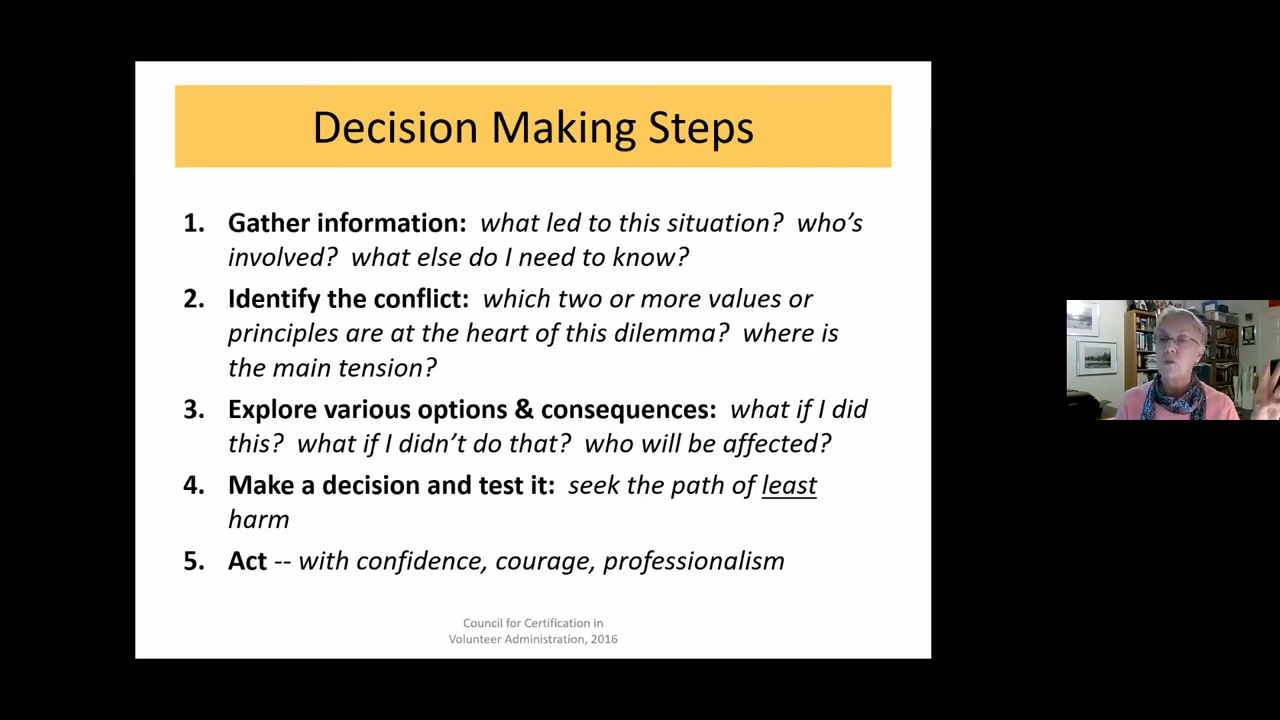 Decision Making Steps
1. Gather information: what led to this situation? who's
involved? what else do I need to know?
2. Identify the conflict: which two or more values or
principles are at the heart of this dilemma? where is
the main tension?
3. Explore various options & consequences: what if I did
this? what if I didn't do that? who will be affected?
4. Make a decision and test it: seek the path of least
harm
5. Act -- with confidence, courage, professionalism
Council for Certification in
Volunteer Administration, 2016